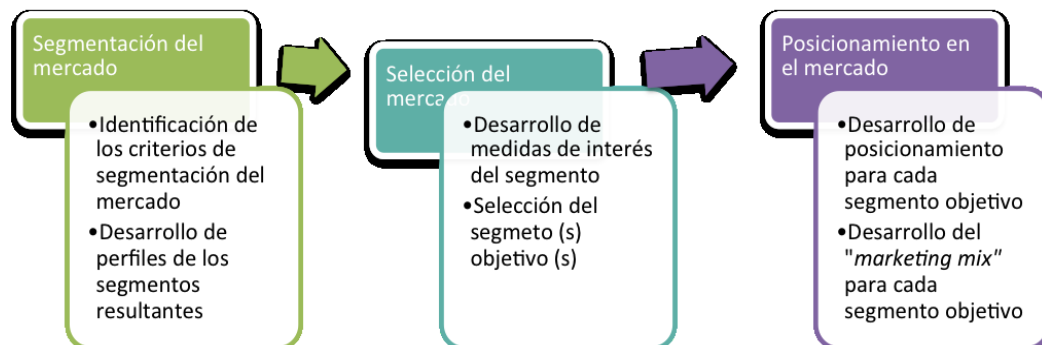 Segmentación del
mercado
•Identificación de
los criterios de
segmentación del
mercado
•Desarrollo de
perfiles de los
segmentos
resultantes
Selección del
mercado
•Desarrollo de
medidas de interés
del segmento
•Selección del
segmeto (s)
objetivo (s)
Posicionamiento en
el mercado
•Desarrollo de
posicionamiento
para cada
segmento objetivo
•Desarrollo del
"marketing mix"
para cada
segmento objetivo